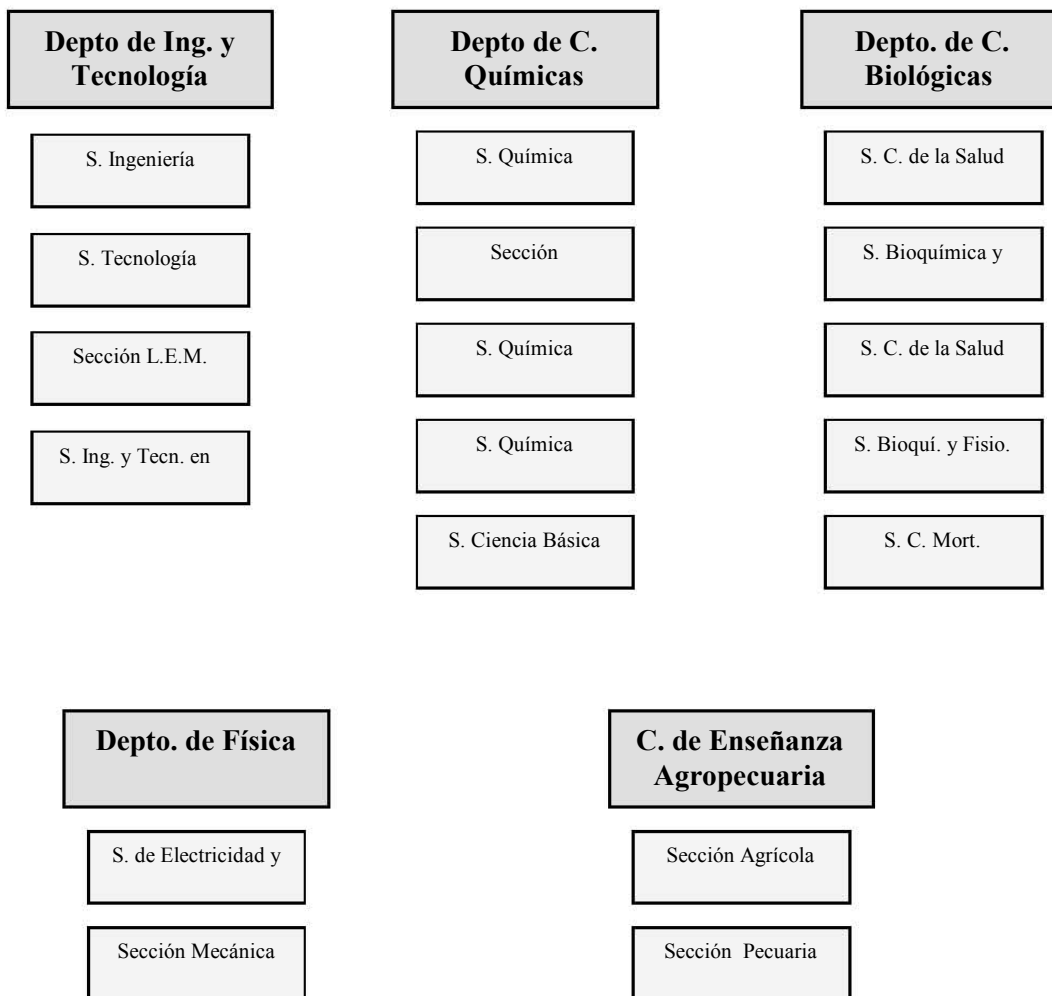 Depto de Ing. y
Tecnología
S. Ingeniería
S. Tecnología
Sección L.E.M.
S. Ing. y Tecn. en
Depto de C.
Químicas
S. Química
Sección
S. Química
S. Química
S. Ciencia Básica
Depto. de C.
Biológicas
S. C. de la Salud
S. Bioquímica y
S. C. de la Salud
S. Bioquí. y Fisio.
S. C. Mort.
Depto. de Física
S. de Electricidad y
Sección Mecánica
C. de Enseñanza
Agropecuaria
Sección Agrícola
Sección Pecuaria